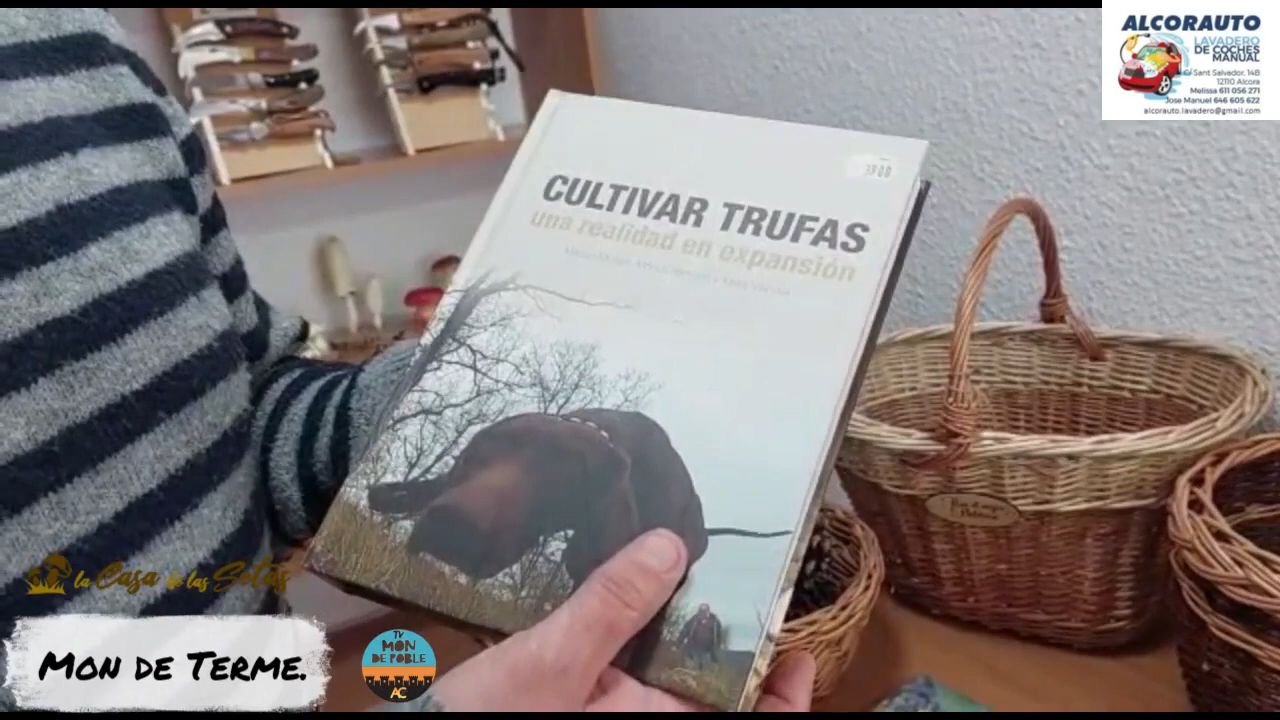 ALCORAUTO
LAVADERO
DE COCHES
MANUAL
C/ Sant Salvador, 14B
12110 Alcora
Melissa 611 056 271
Jose Manuel 646 605 622
alcorauto.lavadero@gmail.com
CULTIVAR TRUFAS
una realidad en expansión
la Casa de las Setas
MON DE TERME.
TV
MON
DE POBLE
AC